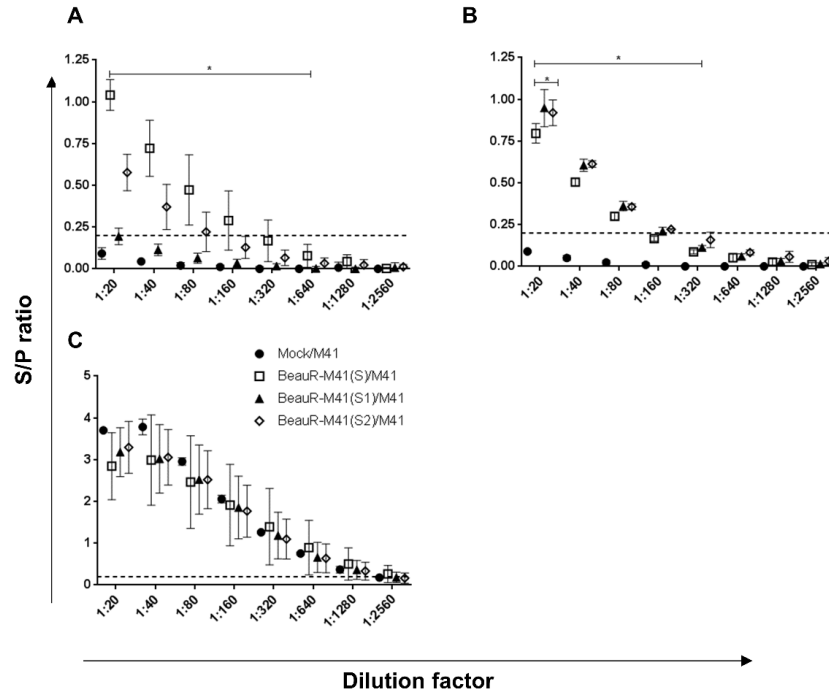 A
1.25
1.00
0.75
0.50
0.25
0.00
*
1:20 1:40 1:80 1:160 1:320 1:640 1:1280 1:2560
B
1.25
1.00
0.75
0.50
0.25
0.00
*
*
1:20 1:40 1:80 1:160 1:320 1:640 1:1280 1:2560
S/P ratio
C
5
4
3
2
1
0
Mock/M41
BeauR-M41(S)/M41
BeauR-M41(S1)/M41
BeauR-M41(S2)/M41
1:20 1:40 1:80 1:160 1:320 1:640 1:1280 1:2560
Dilution factor